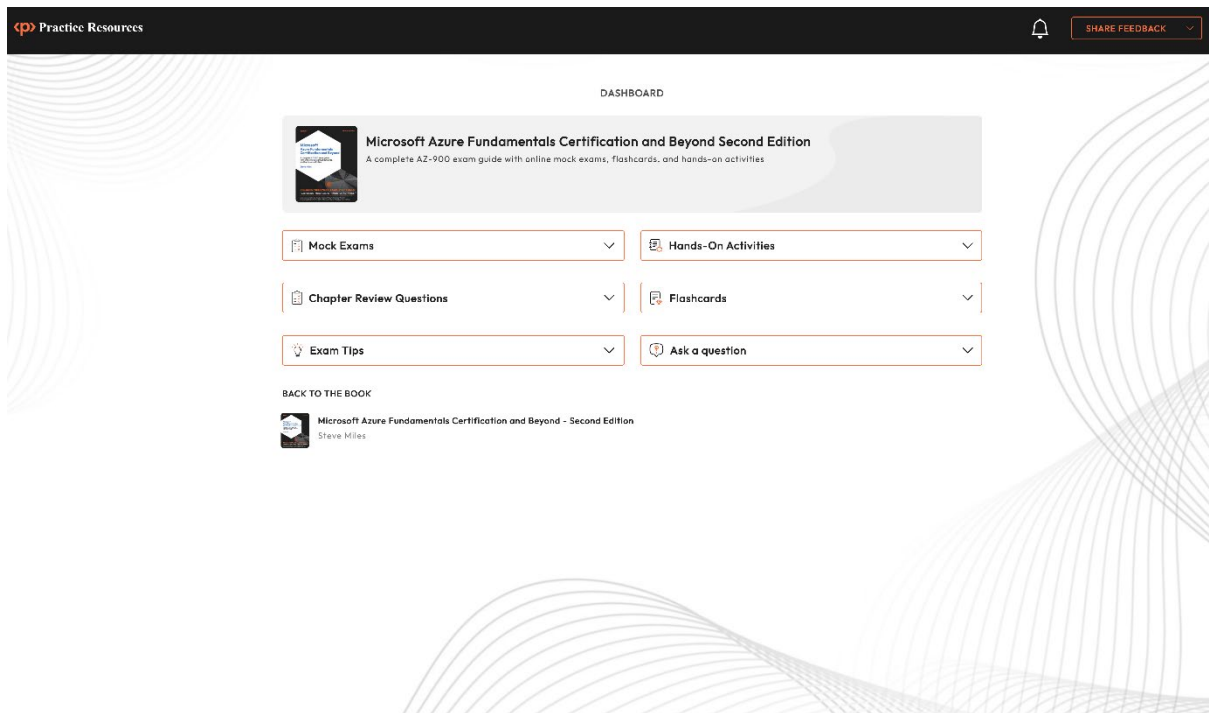 <p> Practice Resources
SHARE FEEDBACK
DASHBOARD
Microsoft Azure Fundamentals Certification and Beyond Second Edition
A complete AZ-900 exam guide with online mock exams, flashcards, and hands-on activities
Mock Exams
Hands-On Activities
Chapter Review Questions
Flashcards
Exam Tips
Ask a question
BACK TO THE BOOK
Microsoft Azure Fundamentals Certification and Beyond - Second Edition
Steve Miles